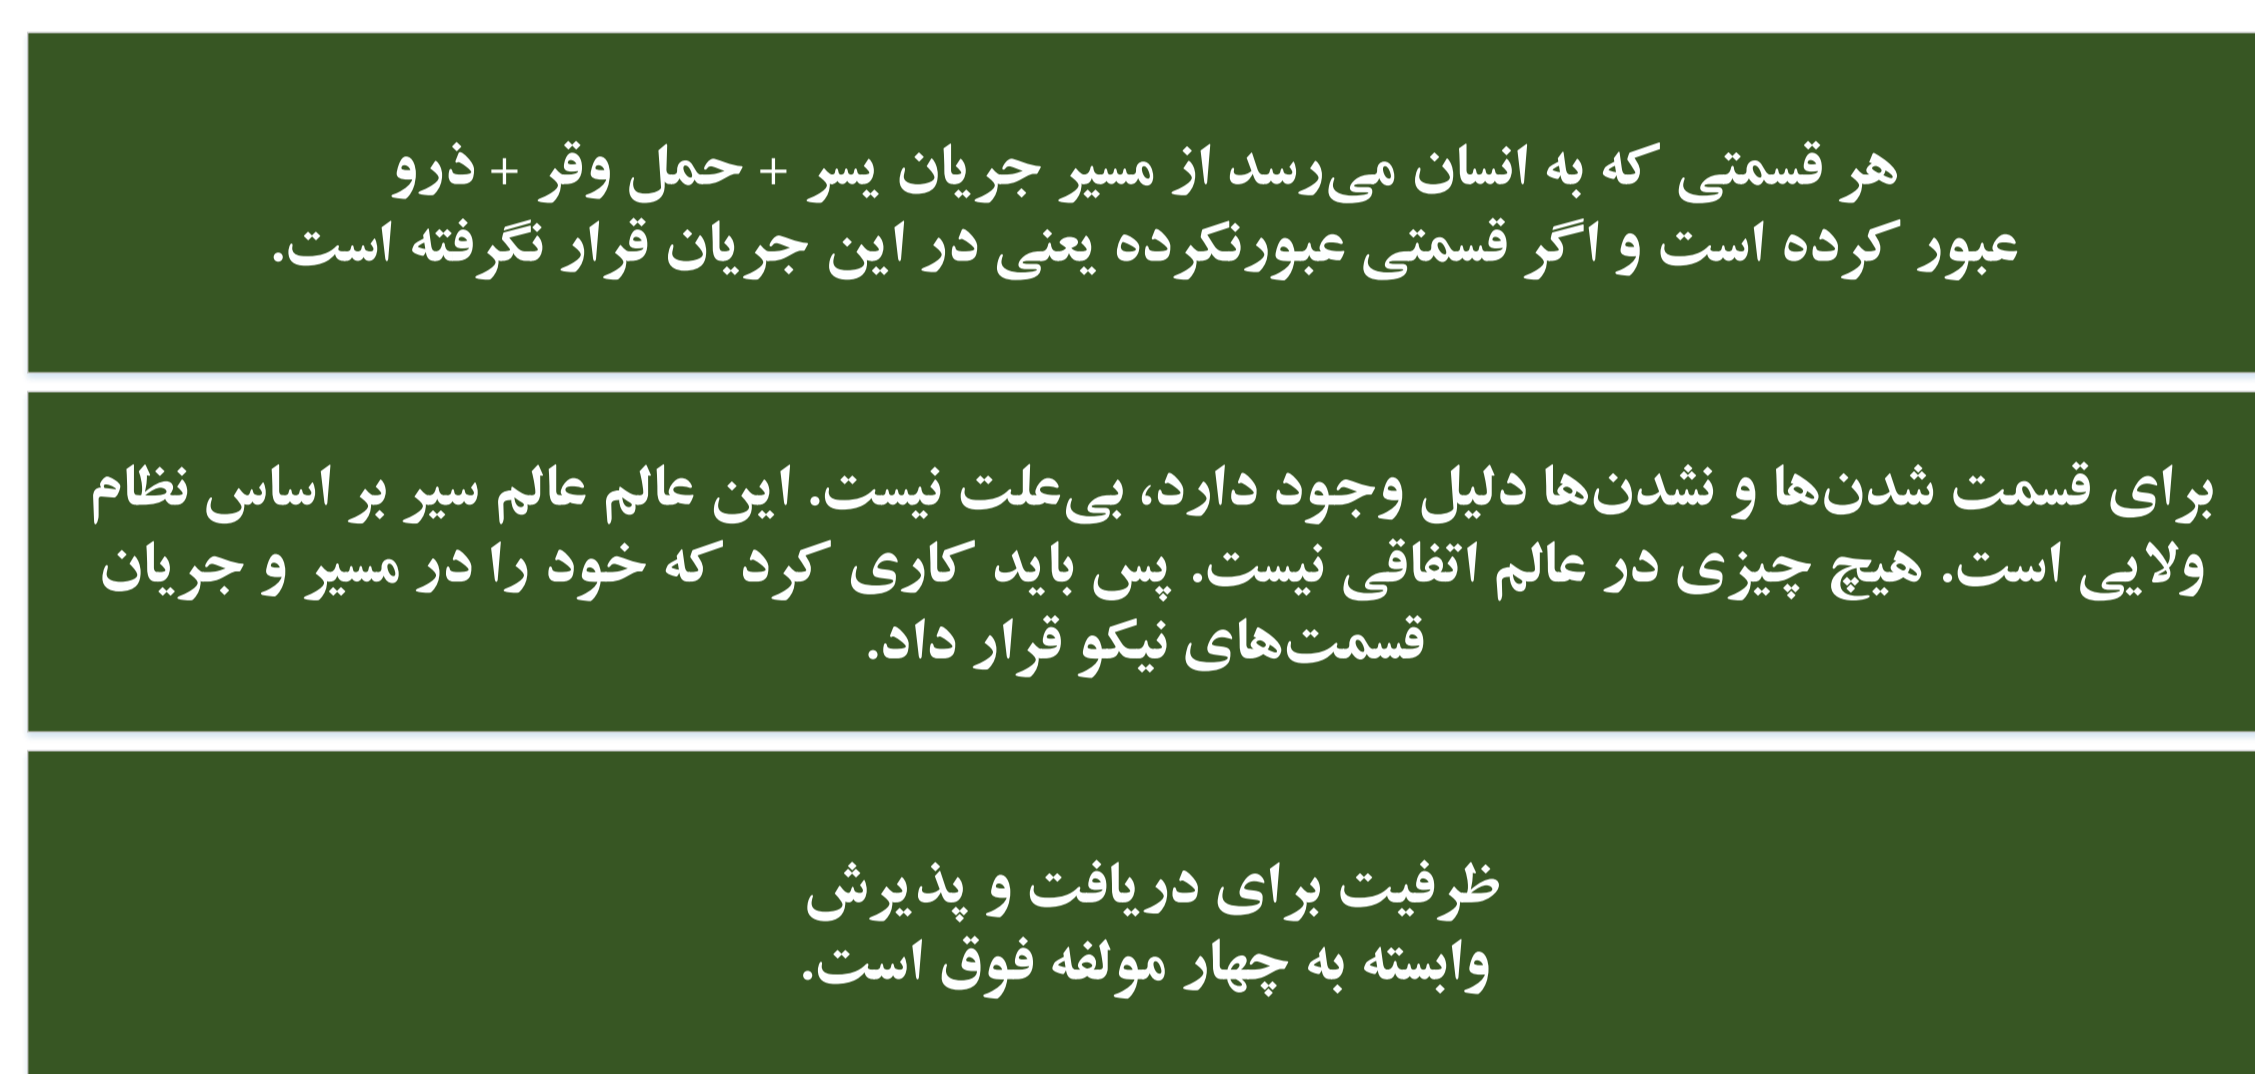 هر قسمتی که به انسان می‌رسد از مسیر جریان یسر + حمل وقر + ذرو
عبور کرده است و اگر قسمتی عبورنکرده یعنی در این جریان قرار نگرفته است.
برای قسمت شدن‌ها و نشدن‌ها دلیل وجود دارد، بی‌علت نیست. این عالم عالم سیر بر اساس نظام
ولایی است. هیچ چیزی در عالم اتفاقی نیست. پس باید کاری کرد که خود را در مسیر و جریان
قسمت‌های نیکو قرار داد.
ظرفیت برای دریافت و پذیرش
وابسته به چهار مولفه فوق است.